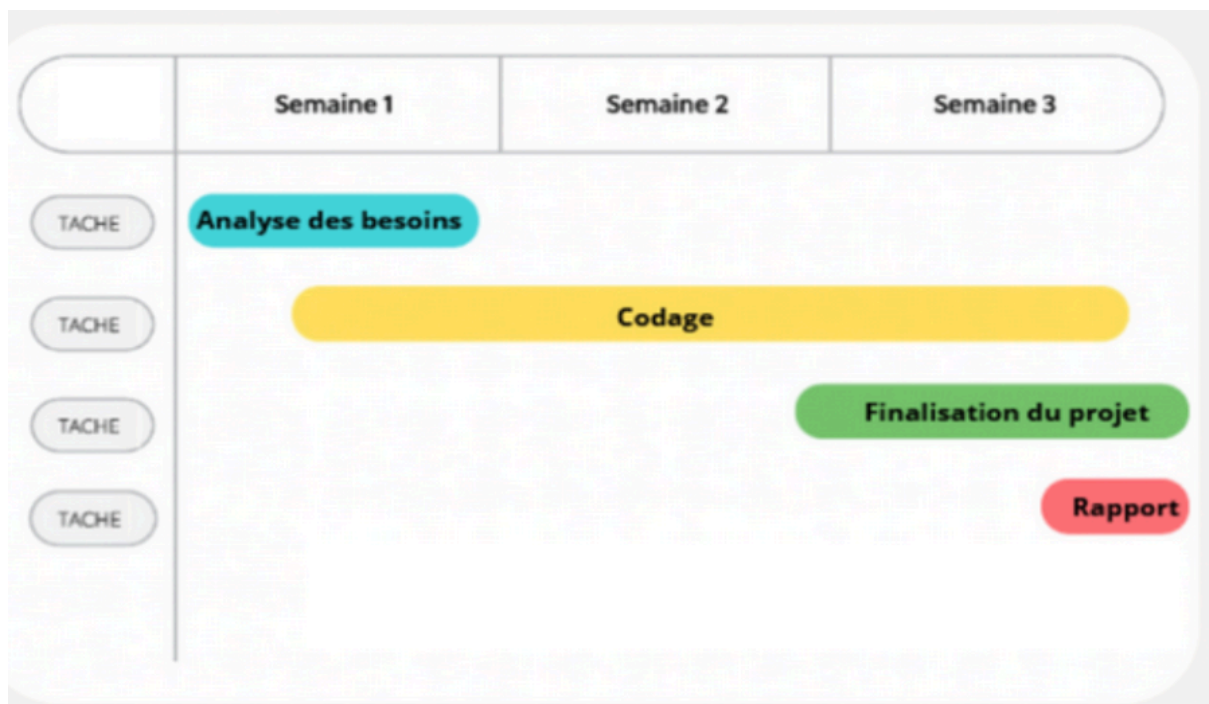 Semaine 1
Semaine 2
Semaine 3
TACHE
Analyse des besoins
TACHE
Codage
TACHE
Finalisation du projet
TACHE
Rapport